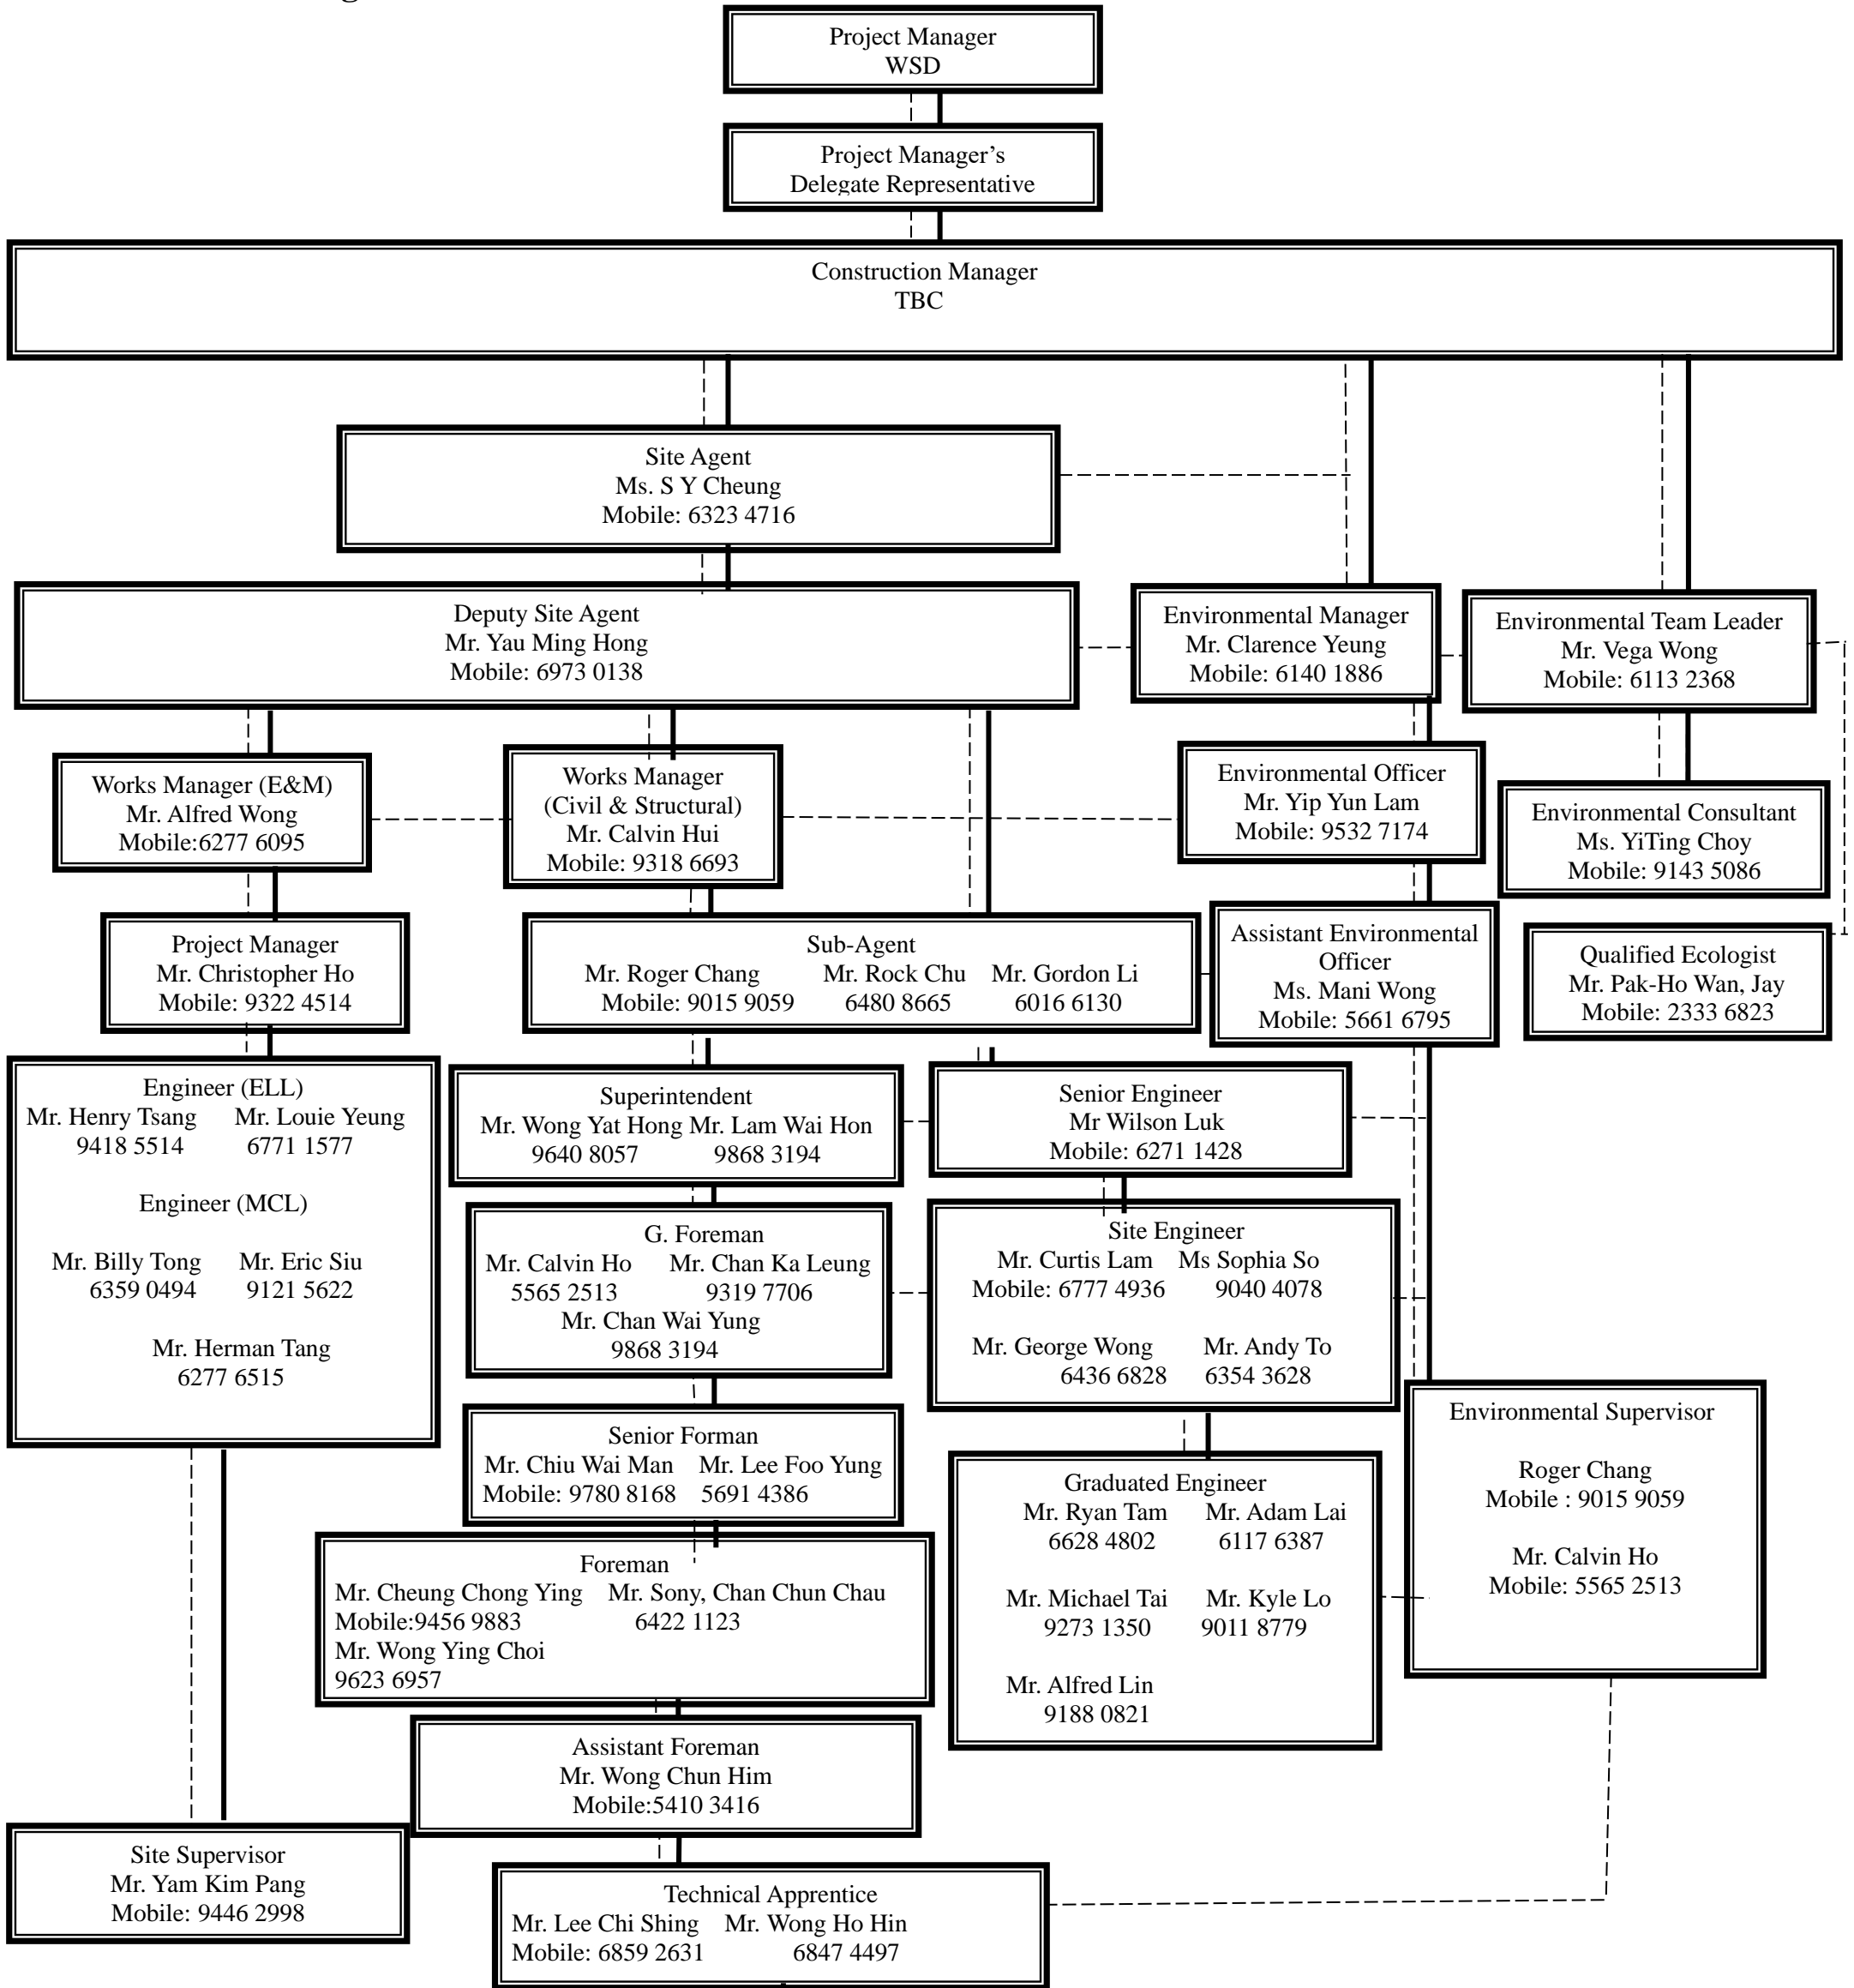 Project Manager
WSD
Project Manager’s
Delegate Representative
Construction Manager
TBC
Site Agent
Ms. S Y Cheung
Mobile: 6323 4716
Deputy Site Agent
Mr. Yau Ming Hong
Mobile: 6973 0138
Environmental Manager
Mr. Clarence Yeung
Mobile: 6140 1886
Environmental Team Leader
Mr. Vega Wong
Mobile: 6113 2368
Works Manager (E&M)
Mr. Alfred Wong
Mobile:6277 6095
Works Manager
(Civil & Structural)
Mr. Calvin Hui
Mobile: 9318 6693
Environmental Officer
Mr. Yip Yun Lam
Mobile: 9532 7174
Environmental Consultant
Ms. YiTing Choy
Mobile: 9143 5086
Project Manager
Mr. Christopher Ho
Mobile: 9322 4514
Sub-Agent
Mr. Roger Chang Mr. Rock Chu Mr. Gordon Li
Mobile: 9015 9059 6480 8665 6016 6130
Assistant Environmental
Officer
Ms. Mani Wong
Mobile: 5661 6795
Qualified Ecologist
Mr. Pak-Ho Wan, Jay
Mobile: 2333 6823
Engineer (ELL)
Mr. Henry Tsang Mr. Louie Yeung
9418 5514 6771 1577
Engineer (MCL)
Mr. Billy Tong Mr. Eric Siu
6359 0494 9121 5622
Mr. Herman Tang
6277 6515
Superintendent
Mr. Wong Yat Hong Mr. Lam Wai Hon
9640 8057 9868 3194
Senior Engineer
Mr Wilson Luk
Mobile: 6271 1428
G. Foreman
Mr. Calvin Ho Mr. Chan Ka Leung
5565 2513 9319 7706
Mr. Chan Wai Yung
9868 3194
Site Engineer
Mr. Curtis Lam Ms Sophia So
Mobile: 6777 4936 9040 4078
Mr. George Wong Mr. Andy To
6436 6828 6354 3628
Senior Forman
Mr. Chiu Wai Man Mr. Lee Foo Yung
Mobile: 9780 8168 5691 4386
Graduated Engineer
Mr. Ryan Tam Mr. Adam Lai
6628 4802 6117 6387
Mr. Michael Tai Mr. Kyle Lo
9273 1350 9011 8779
Mr. Alfred Lin
9188 0821
Environmental Supervisor
Roger Chang
Mobile : 9015 9059
Mr. Calvin Ho
Mobile: 5565 2513
Foreman
Mr. Cheung Chong Ying Mr. Sony, Chan Chun Chau
Mobile:9456 9883 6422 1123
Mr. Wong Ying Choi
9623 6957
Assistant Foreman
Mr. Wong Chun Him
Mobile:5410 3416
Site Supervisor
Mr. Yam Kim Pang
Mobile: 9446 2998
Technical Apprentice
Mr. Lee Chi Shing Mr. Wong Ho Hin
Mobile: 6859 2631 6847 4497